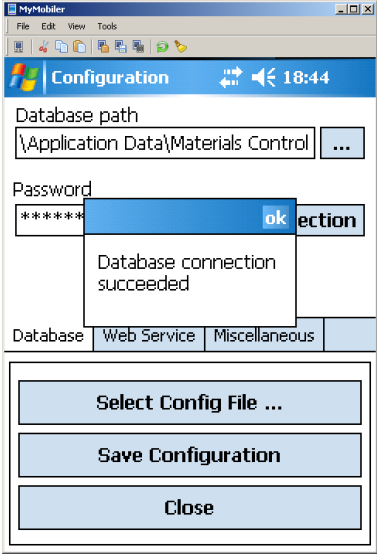 MyMobiler
File Edit View Tools
Configuration 18:44
Database path
\Application Data\Materials Control ...
Password
****** ection
ok
Database connection
succeeded
Database Web Service Miscellaneous
Select Config File ...
Save Configuration
Close